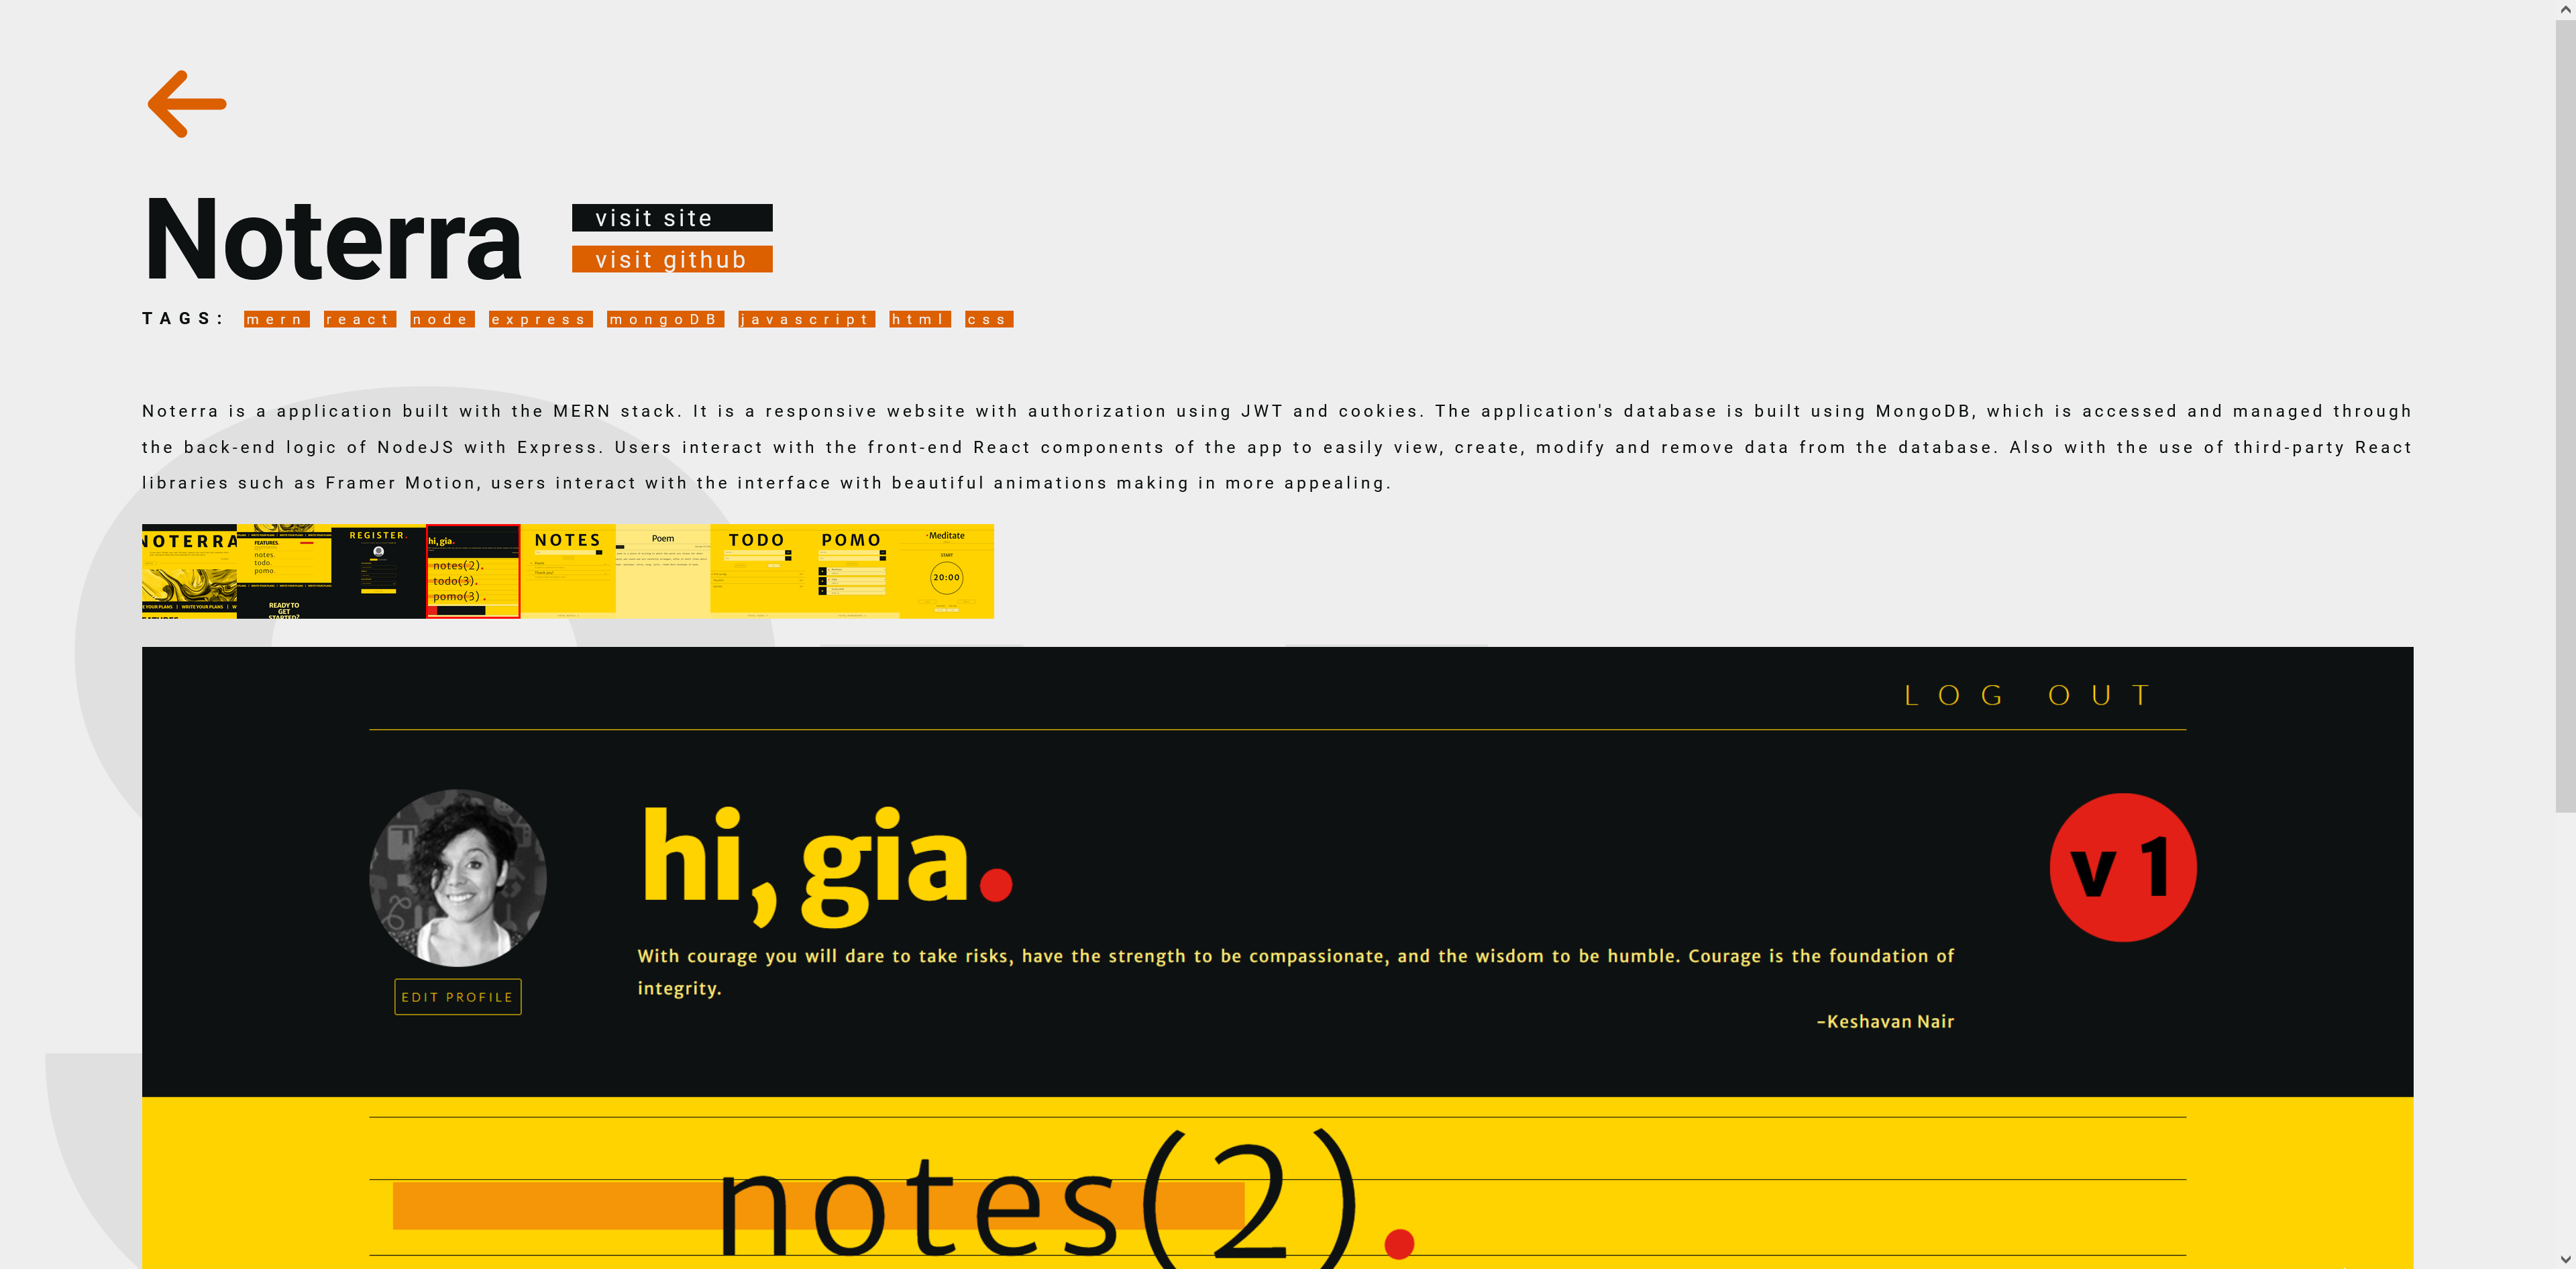 Noterra
visit site
visit github
TAGS: mern react node express mongoDB javascript html css
Noterra is a application built with the MERN stack. It is a responsive website with authorization using JWT and cookies. The application's database is built using MongoDB, which is accessed and managed through
the back-end logic of NodeJS with Express. Users interact with the front-end React components of the app to easily view, create, modify and remove data from the database. Also with the use of third-party React
libraries such as Framer Motion, users interact with the interface with beautiful animations making in more appealing.
NOTERRA
WRITE YOUR PLANS
FEATURES.
notes.
todo.
pomo.
READY TO
GET
STARTED?
REGISTER.
hi, gia.
notes(2).
todo(3).
pomo(3).
NOTES
Poem
TODO
POMO
Meditate
START
20:00
LOG OUT
hi, gia.
v 1
With courage you will dare to take risks, have the strength to be compassionate, and the wisdom to be humble. Courage is the foundation of
integrity.
EDIT PROFILE
–Keshavan Nair
notes(2).